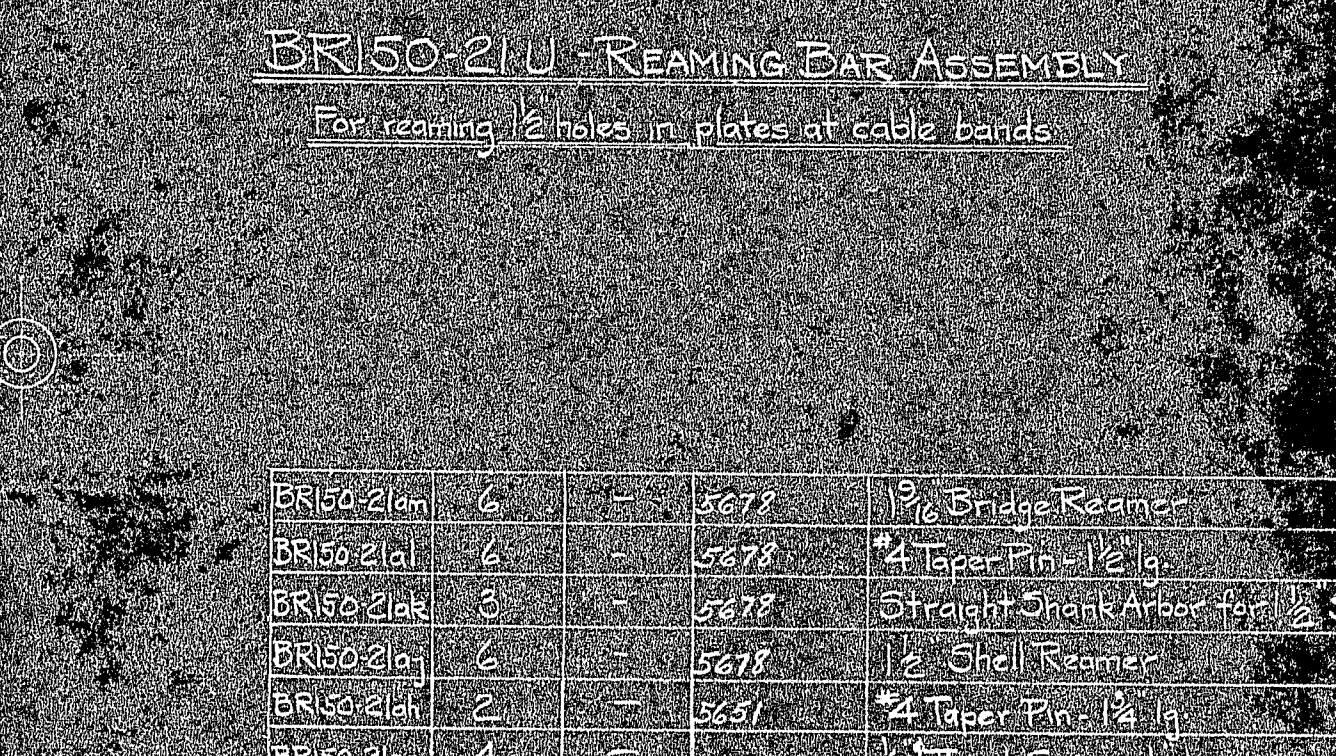 BR150-21U - REAMING BAR ASSEMBLY
For reaming 1½ holes in plates at cable bands
BR150-21am 6 - 5678 1 9/16 Bridge Reamer
BR150-21al 6 - 5678 #4 Taper Pin - 1½" lg.
BR150-21ak 3 - 5678 Straight Shank Arbor for 1½"
BR150-21aj 6 - 5678 1½ Shell Reamer
BR150-21ah 2 - 5651 #4 Taper Pin - 1¾ lg